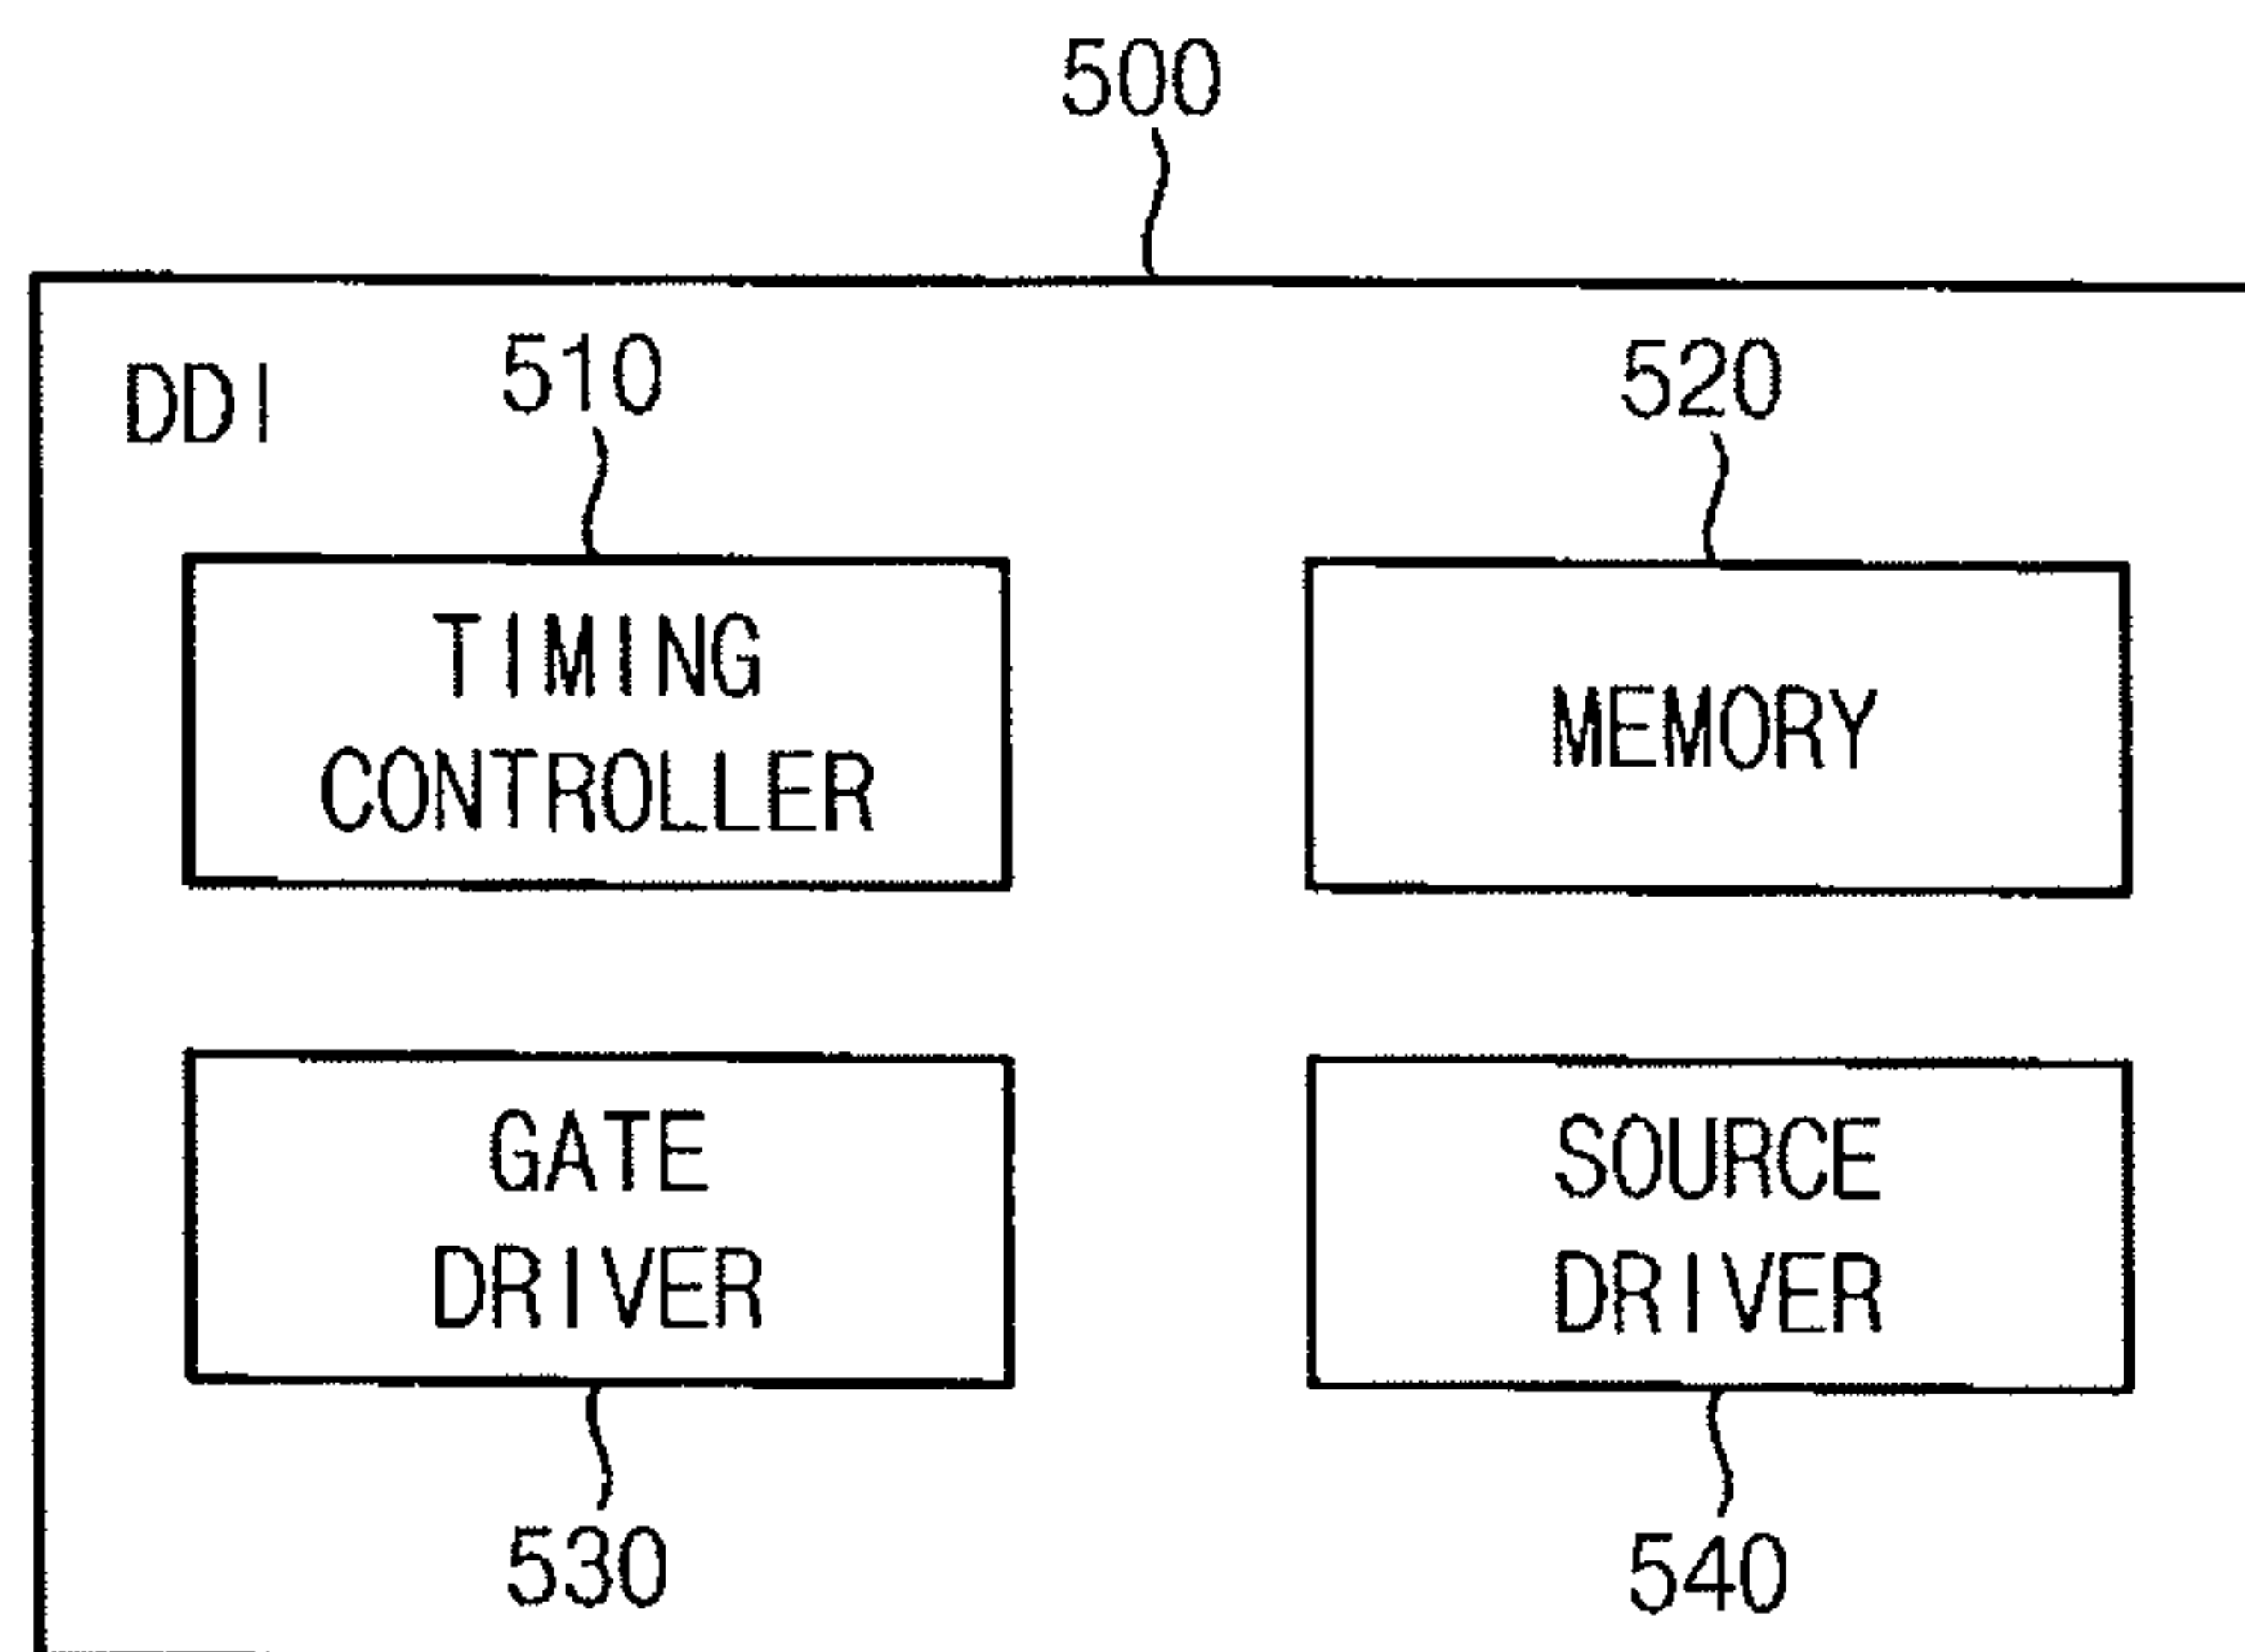 500
DDI
510
520
TIMING
CONTROLLER
MEMORY
GATE
DRIVER
SOURCE
DRIVER
530
540